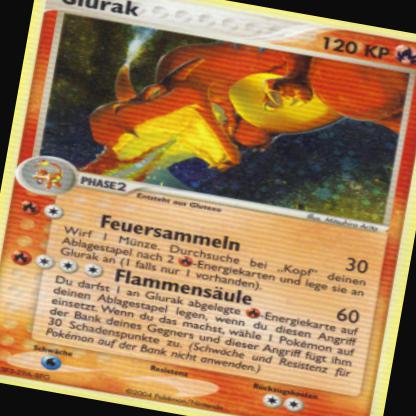 Glurak
120 KP
PHASE2
Entsteht aus Glutexo
Illus. Mitsuhiro Arita
Feuersammeln
30
Wirf 1 Münze. Durchsuche bei „Kopf" deinen
Ablagestapel nach 2 -Energiekarten und lege sie an
Glurak an (1 falls nur 1 vorhanden).
Flammensäule
60
Du darfst 1 an Glurak abgelegte -Energiekarte auf
deinen Ablagestapel legen, wenn du diesen Angriff
einsetzt. Wenn du das machst, wähle 1 Pokémon auf
der Bank deines Gegners und dieser Angriff fügt ihm
30 Schadenspunkte zu. (Schwäche und Resistenz für
Pokémon auf der Bank nicht anwenden.)
Schwäche
Resistenz
Rückzugskosten
©2004 Pokémon/Nintendo